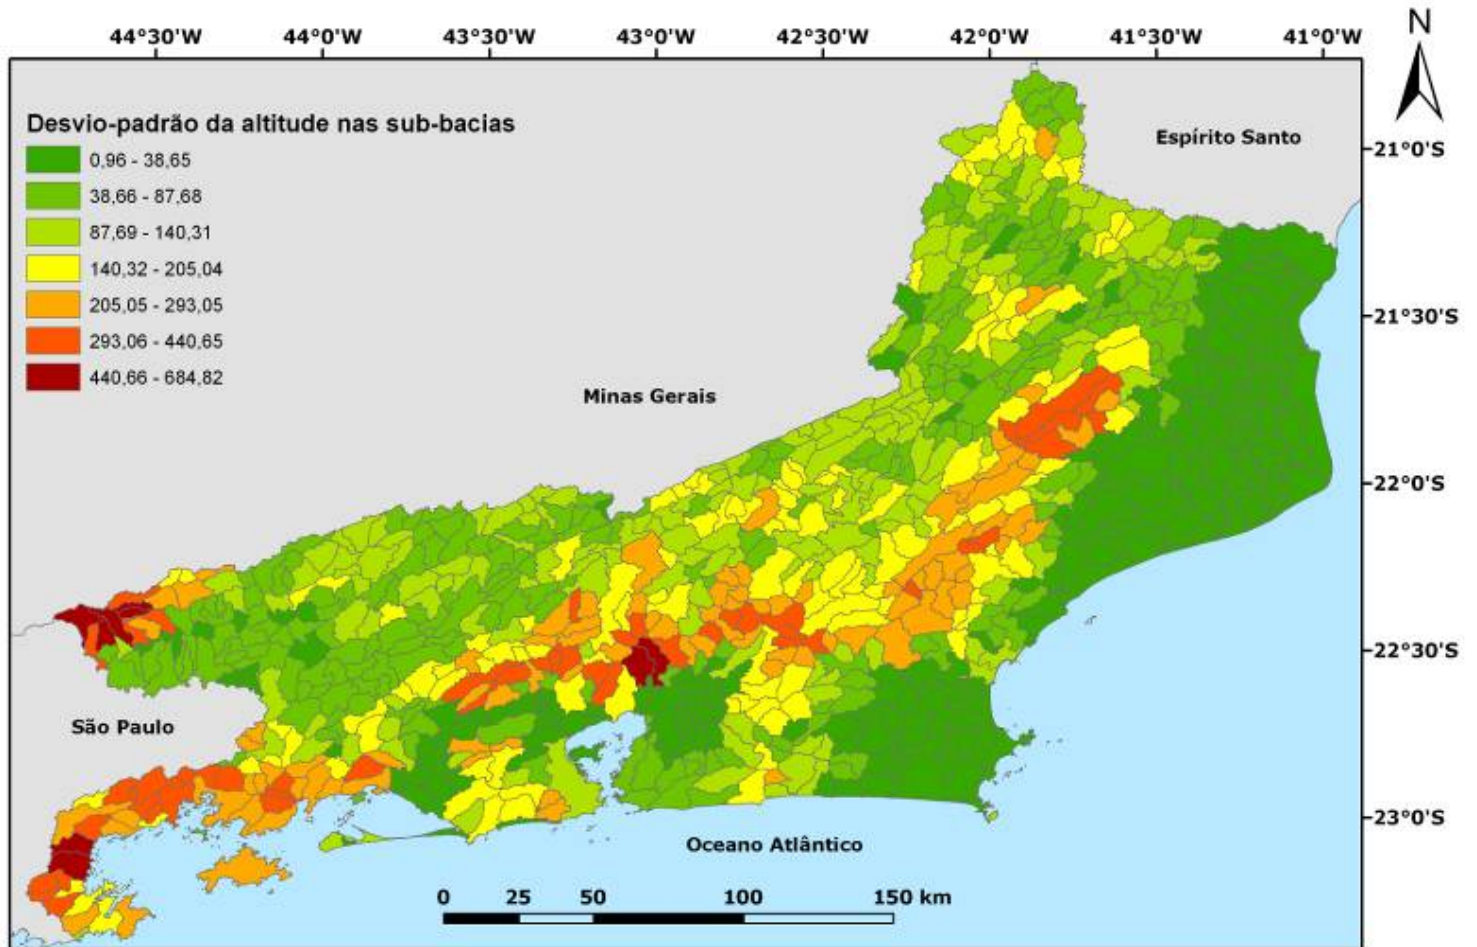 44°30'W 44°0'W 43°30'W 43°0'W 42°30'W 42°0'W 41°30'W 41°0'W
N
Desvio-padrão da altitude nas sub-bacias
0,96 - 38,65
38,66 - 87,68
87,69 - 140,31
140,32 - 205,04
205,05 - 293,05
293,06 - 440,65
440,66 - 684,82
Espírito Santo
21°0'S
21°30'S
Minas Gerais
22°0'S
22°30'S
São Paulo
23°0'S
Oceano Atlântico
0 25 50 100 150 km